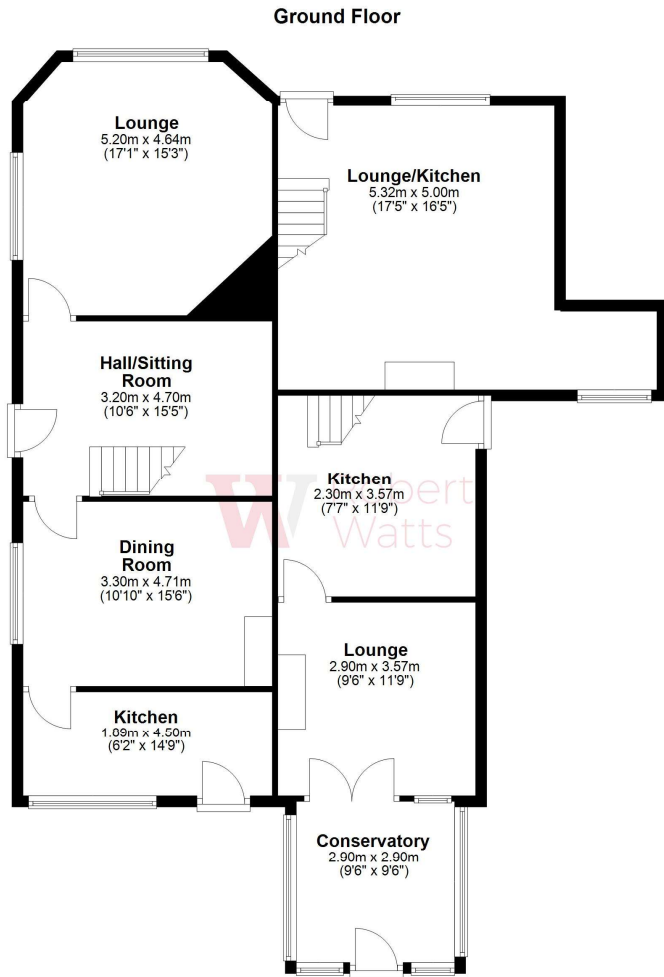 Ground Floor
Lounge
5.20m x 4.64m
(17'1" x 15'3")
Lounge/Kitchen
5.32m x 5.00m
(17'5" x 16'5")
Hall/Sitting
Room
3.20m x 4.70m
(10'6" x 15'5")
Kitchen
2.30m x 3.57m
(7'7" x 11'9")
Dining
Room
3.30m x 4.71m
(10'10" x 15'6")
Lounge
2.90m x 3.57m
(9'6" x 11'9")
Kitchen
1.09m x 4.50m
(6'2" x 14'9")
Conservatory
2.90m x 2.90m
(9'6" x 9'6")
W
Watts